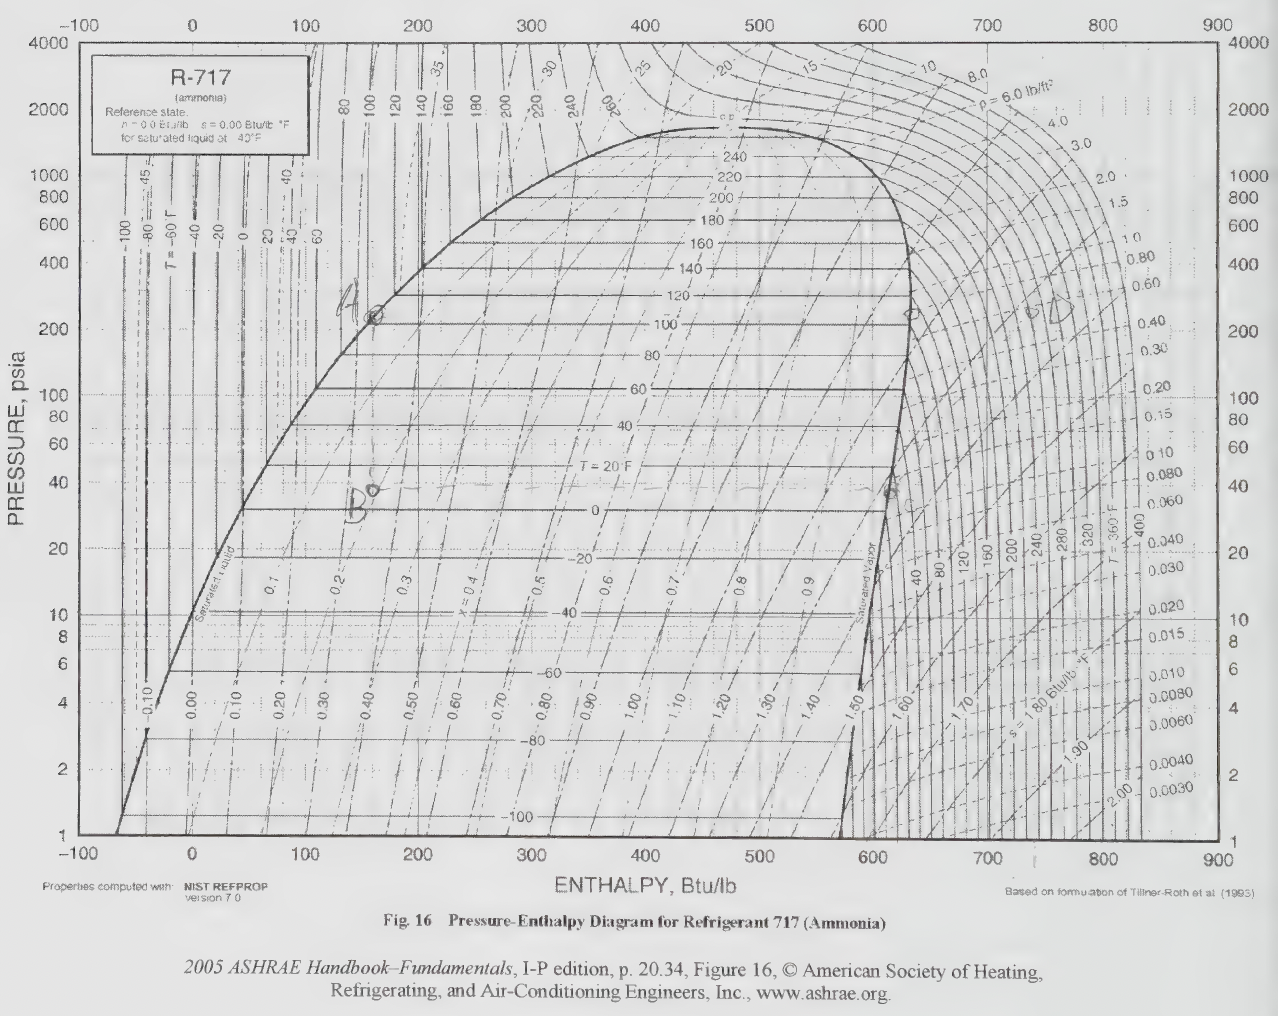 -100 0 100 200 300 400 500 600 700 800 900
4000 4000
2000 2000
1000 1000
800 800
600 600
400 400
200 200
100 100
80 80
60 60
40 40
20 20
10 10
8 8
6 6
4 4
2 2
1 1
PRESSURE, psia
R-717
(ammonia)
Reference state:
h = 0.0 Btu/lb s = 0.00 Btu/lb·°F
for saturated liquid at -40°F
80 100 120 140 160 180 200 220 240
35 30 25 20 15 10 8.0
ρ = 6.0 lb/ft³
4.0
3.0
2.0
1.5
1.0
0.80
0.60
0.40
0.30
0.20
0.15
0.10
0.080
0.060
0.040
0.030
0.020
0.015
0.010
0.0080
0.0060
0.0040
0.0030
45 40
-100 -80 T = -60°F -40 -20 0 20 40 60
c.p.
240
220
200
180
160
140
120
100
80
60
40
T = 20°F
0
-20
-40
-60
-80
-100
A
B
C
D
Saturated Liquid
Saturated Vapor
0.1 0.2 0.3 x = 0.4 0.5 0.6 0.7 0.8 0.9
40 80 120 160 200 240 280 320 T = 360°F 400
-0.10 0.00 0.10 0.20 0.30 0.40 0.50 0.60 0.70 0.80 0.90 1.00 1.10 1.20 1.30 1.40 1.50 1.60 1.70 s = 1.80 Btu/lb·°F 1.90 2.00
-100 0 100 200 300 400 500 600 700 800 900
ENTHALPY, Btu/lb
Properties computed with: NIST REFPROP
version 7.0
Based on formulation of Tillner-Roth et al. (1993)
Fig. 16 Pressure-Enthalpy Diagram for Refrigerant 717 (Ammonia)
2005 ASHRAE Handbook–Fundamentals, I-P edition, p. 20.34, Figure 16, © American Society of Heating,
Refrigerating, and Air-Conditioning Engineers, Inc., www.ashrae.org.